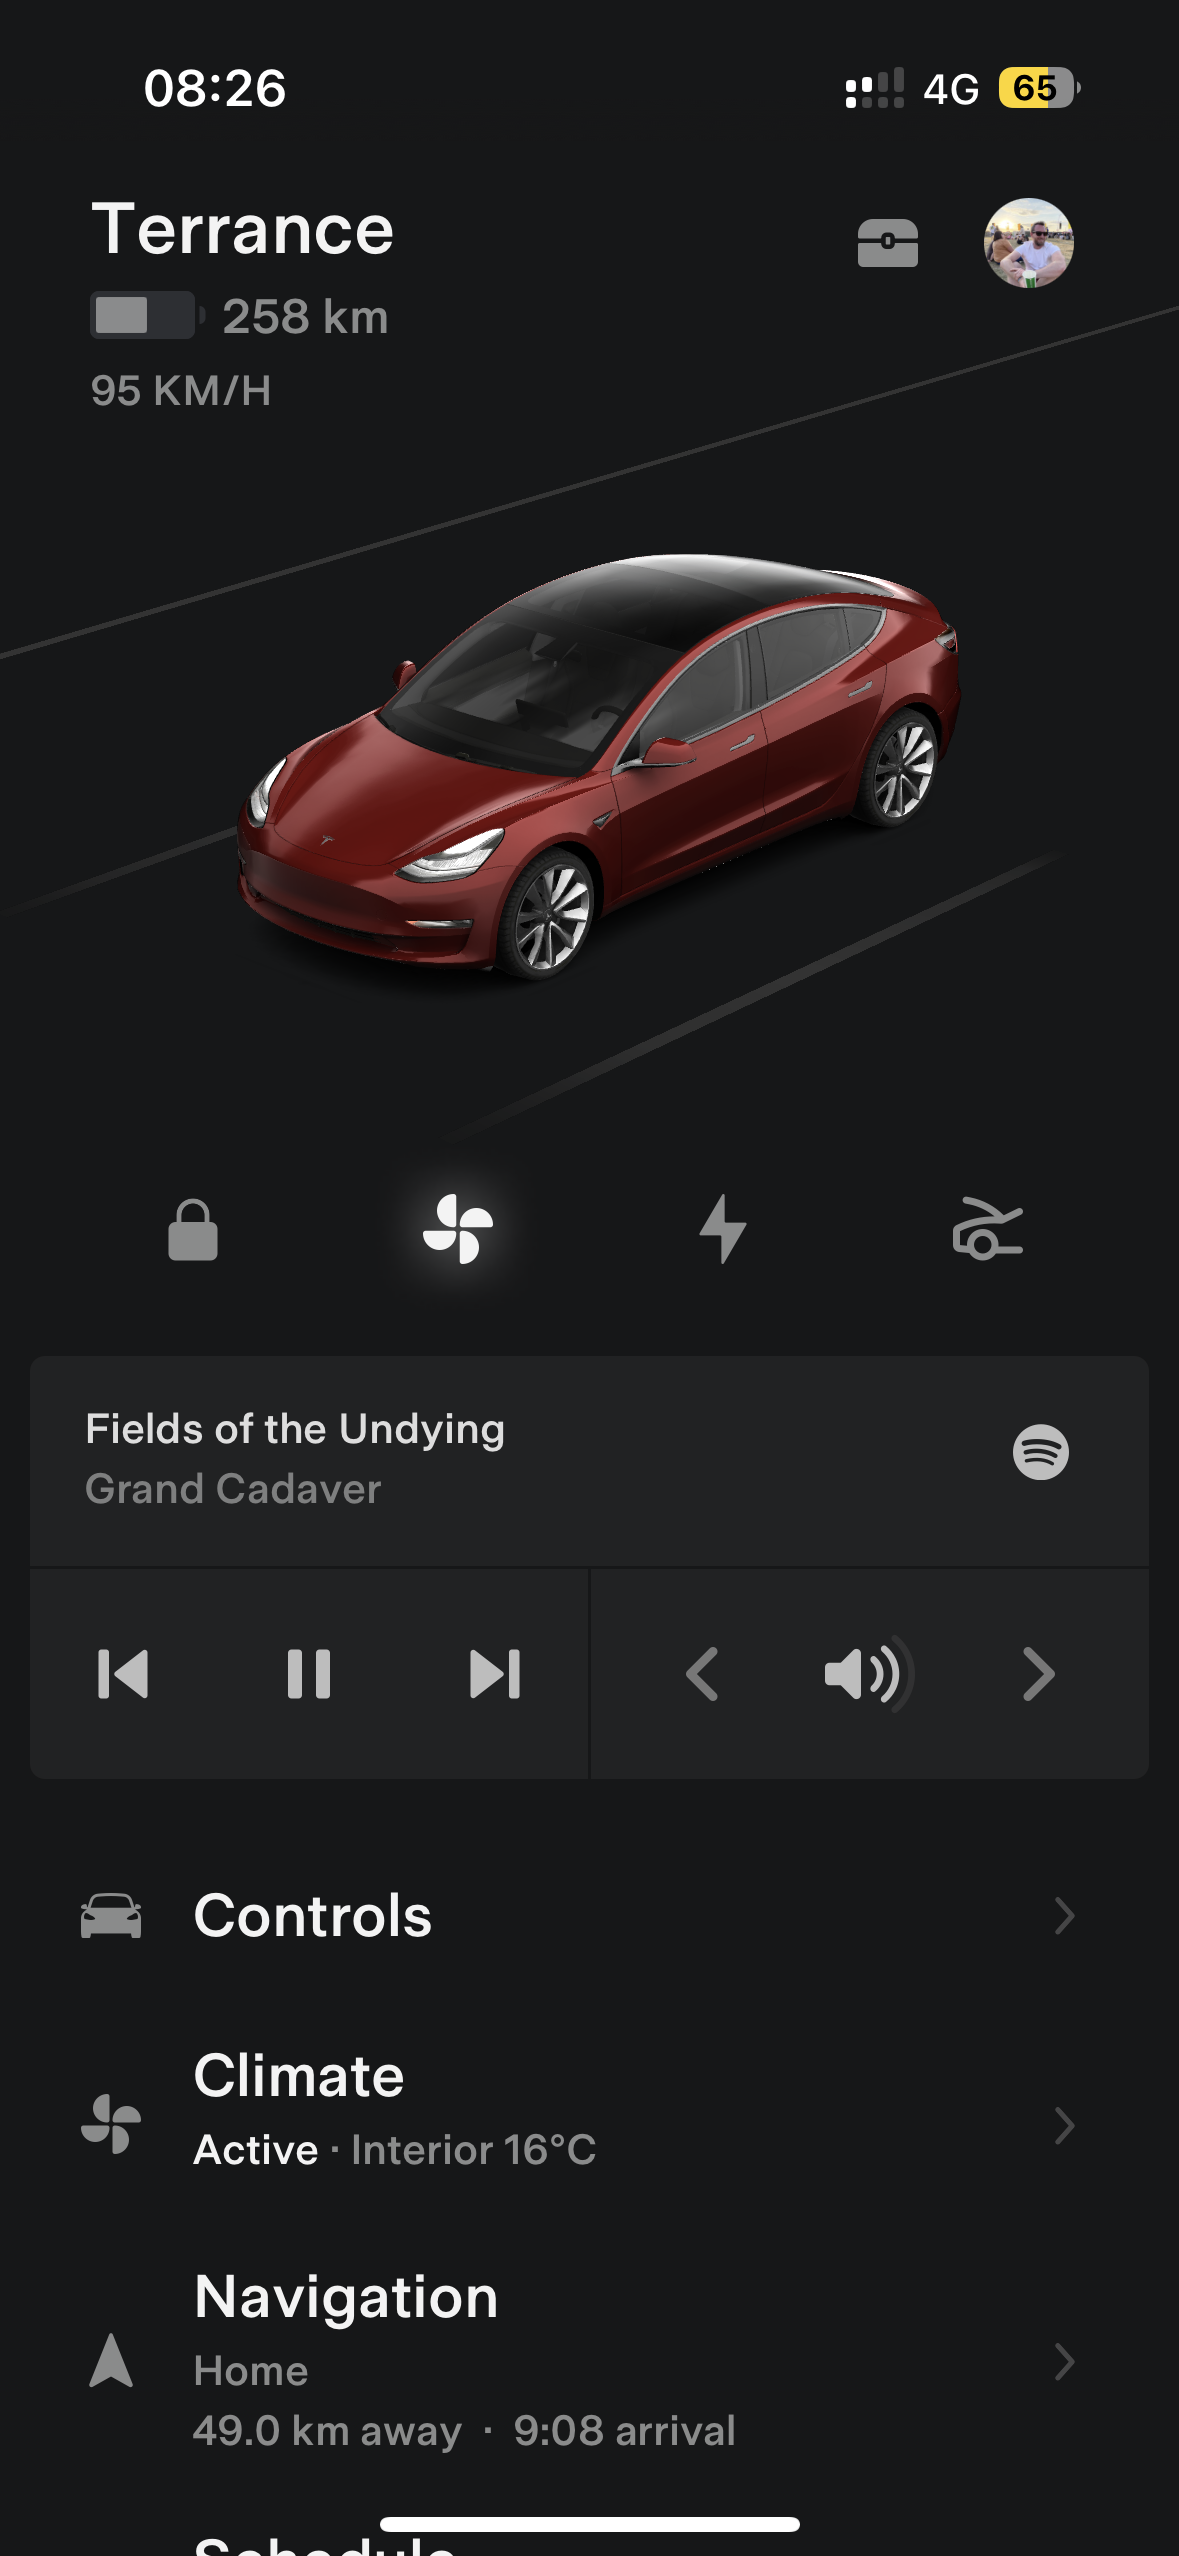 08:26
4G
65
Terrance
258 km
95 KM/H
Fields of the Undying
Grand Cadaver
Controls
Climate
Active · Interior 16°C
Navigation
Home
49.0 km away · 9:08 arrival
Schedule